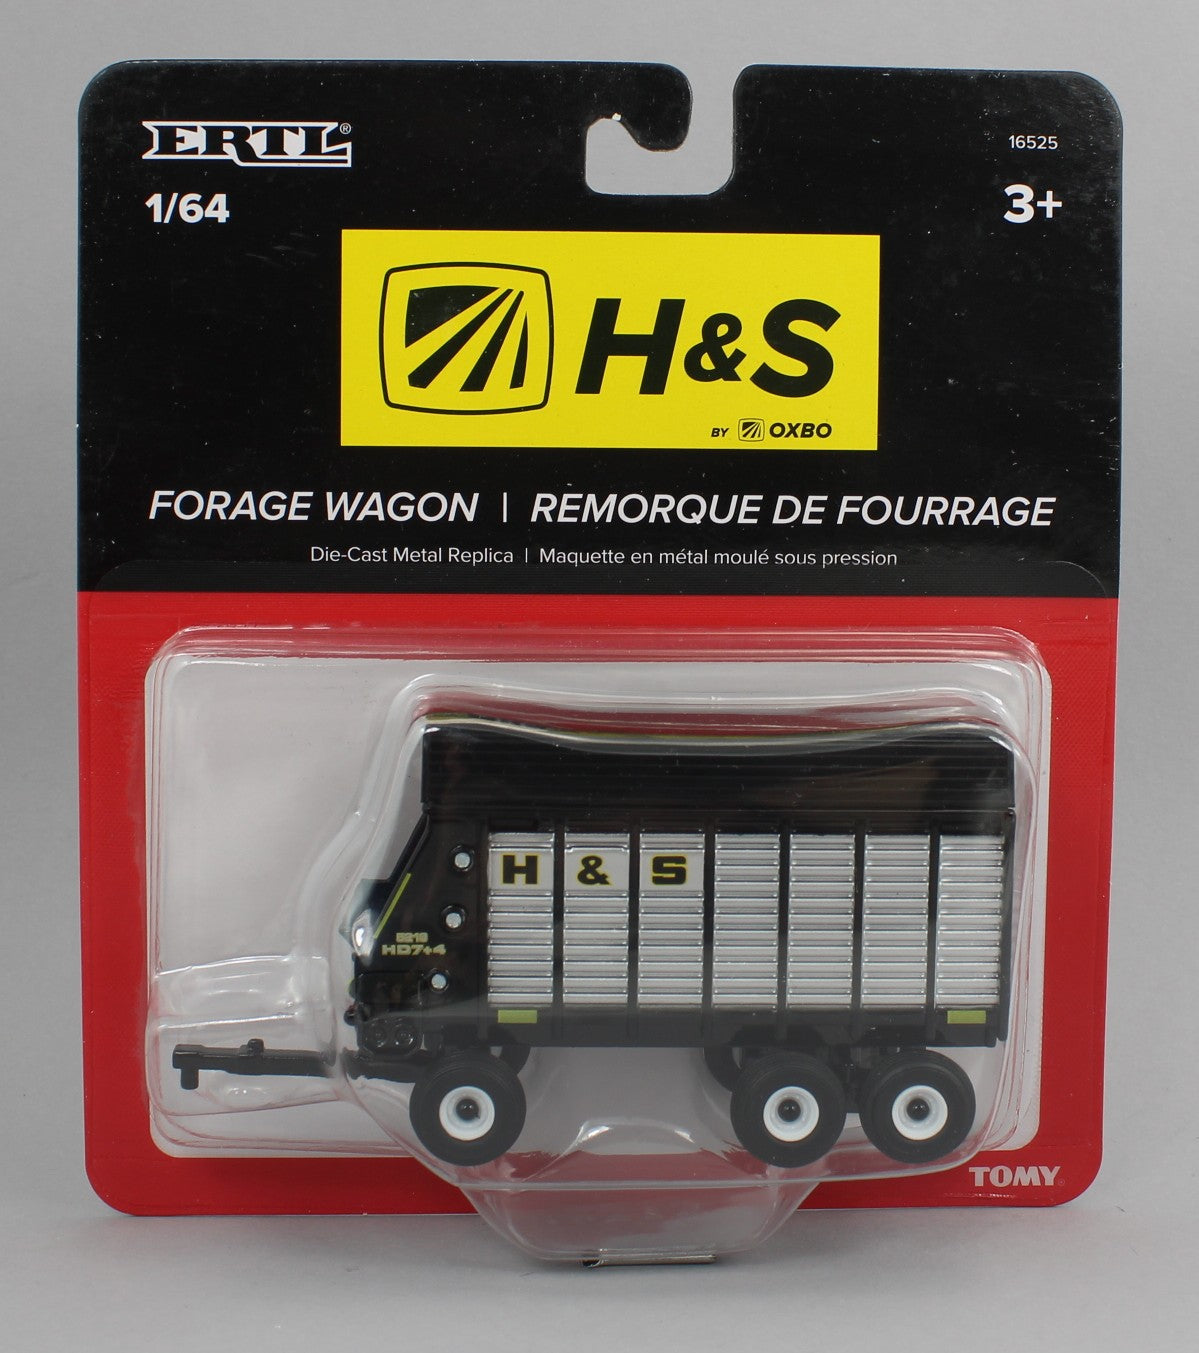 ERTL®
1/64
16525
3+
H&S
BY OXBO
FORAGE WAGON | REMORQUE DE FOURRAGE
Die-Cast Metal Replica | Maquette en métal moulé sous pression
H & S
5216
HD7+4
TOMY